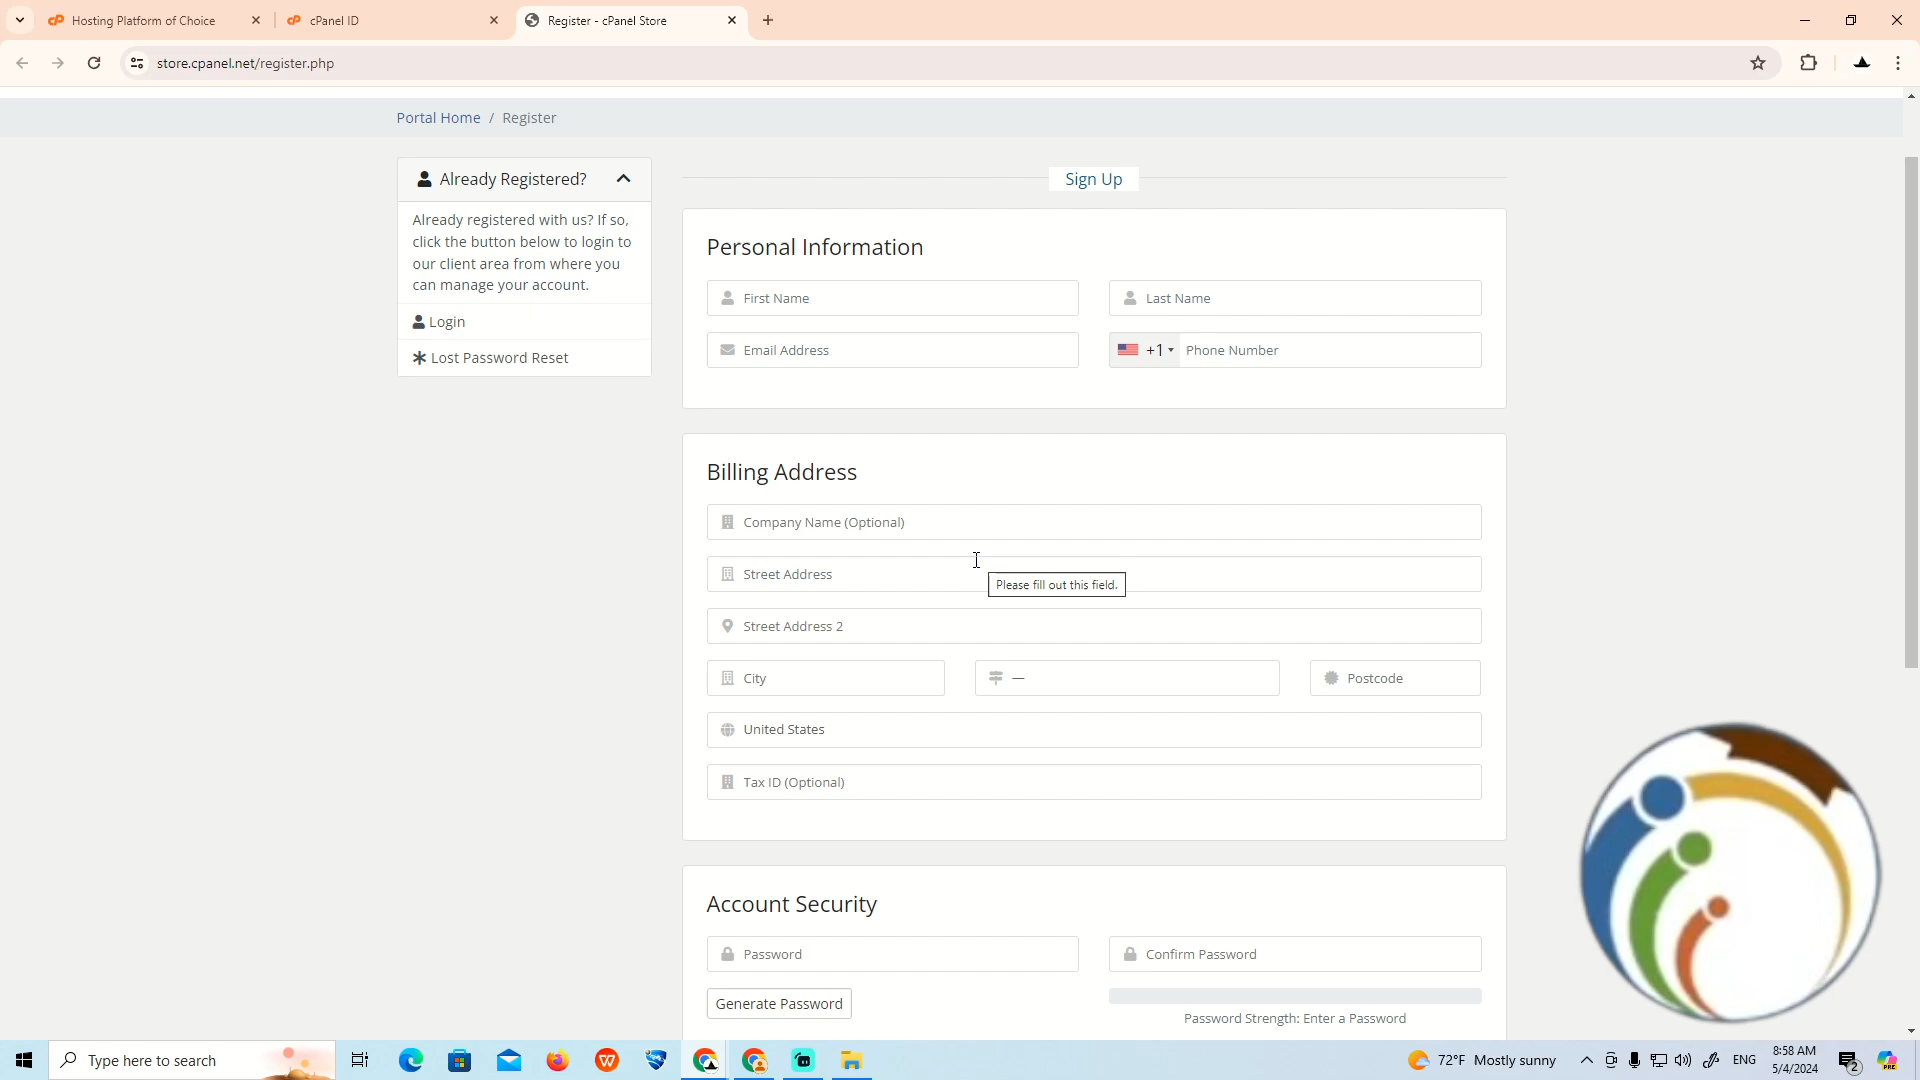 Hosting Platform of Choice
cPanel ID
Register - cPanel Store
store.cpanel.net/register.php
Portal Home / Register
Already Registered?
Already registered with us? If so,
click the button below to login to
our client area from where you
can manage your account.
Login
Lost Password Reset
Sign Up
Personal Information
First Name
Last Name
Email Address
+1
Phone Number
Billing Address
Company Name (Optional)
Street Address
Please fill out this field.
Street Address 2
City
—
Postcode
United States
Tax ID (Optional)
Account Security
Password
Confirm Password
Generate Password
Password Strength: Enter a Password
Type here to search
72°F Mostly sunny
ENG
8:58 AM
5/4/2024
2
PRE